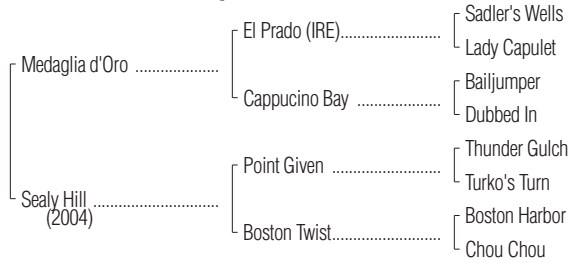 Sadler's Wells
El Prado (IRE).....................
Lady Capulet
Medaglia d'Oro ..................
Bailjumper
Cappucino Bay ..................
Dubbed In
Thunder Gulch
Point Given .......................
Turko's Turn
Sealy Hill ...........................
(2004)
Boston Harbor
Boston Twist.......................
Chou Chou